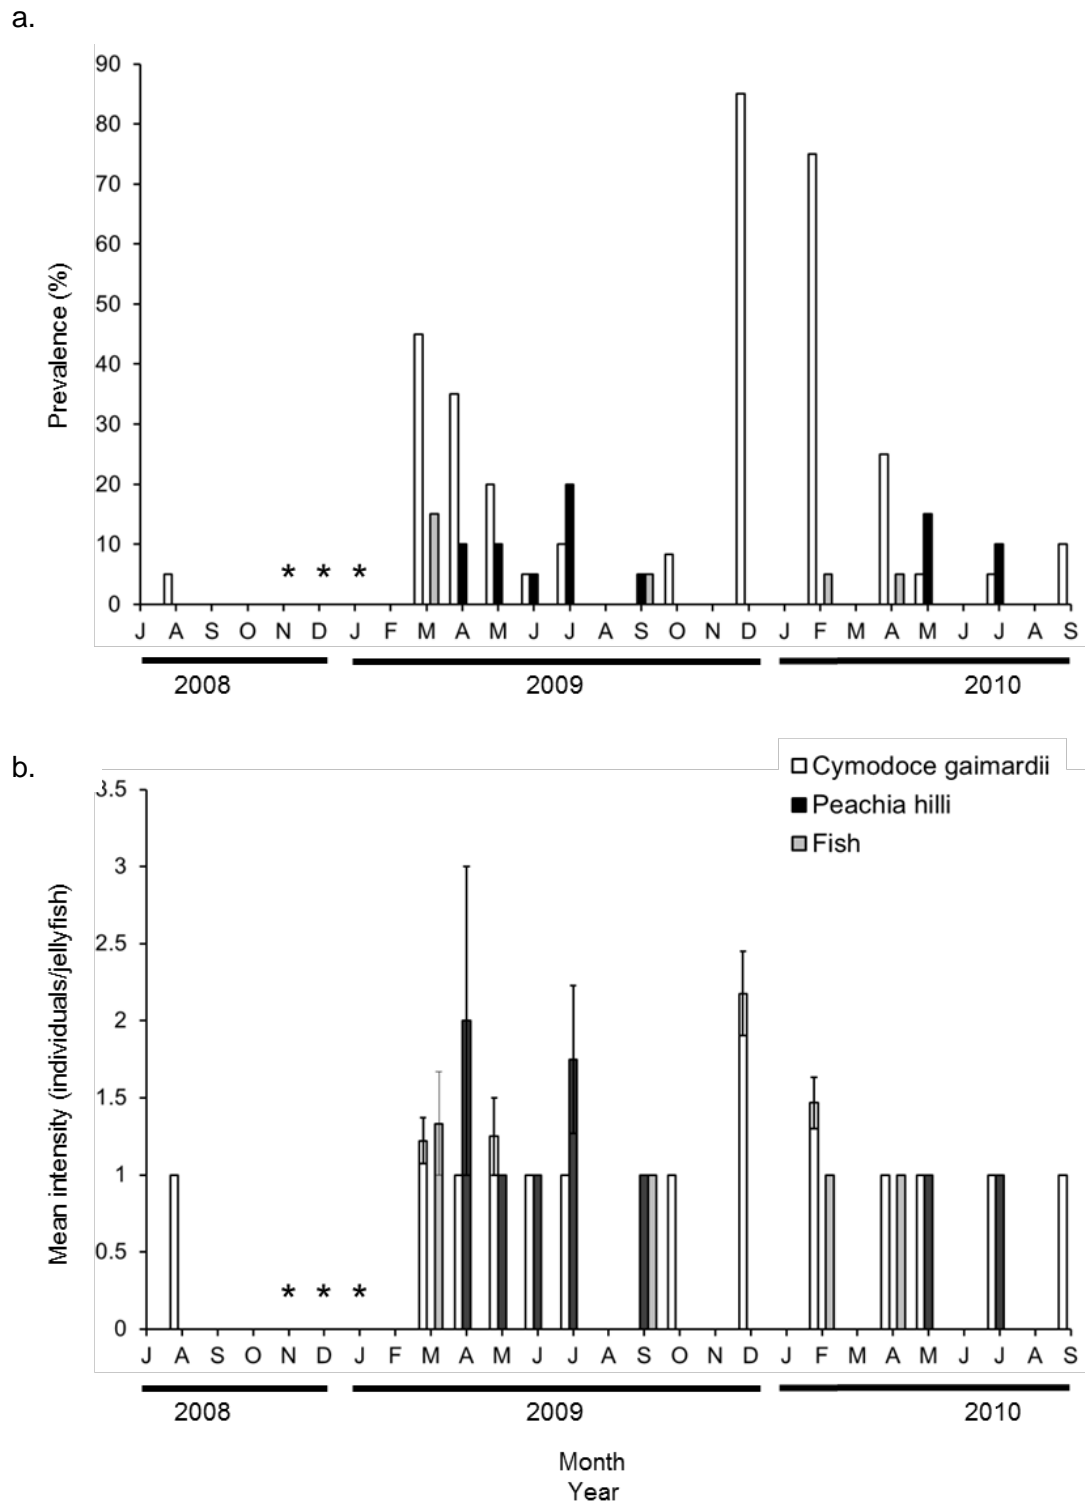 a.
90
80
70
60
50
40
30
20
10
0
Prevalence (%)
* * *
J A S O N D J F M A M J J A S O N D J F M A M J J A S
2008 2009 2010
b.
Cymodoce gaimardii
Peachia hilli
Fish
3.5
3
2.5
2
1.5
1
0.5
0
Mean intensity (individuals/jellyfish)
* * *
J A S O N D J F M A M J J A S O N D J F M A M J J A S
2008 2009 2010
Month
Year